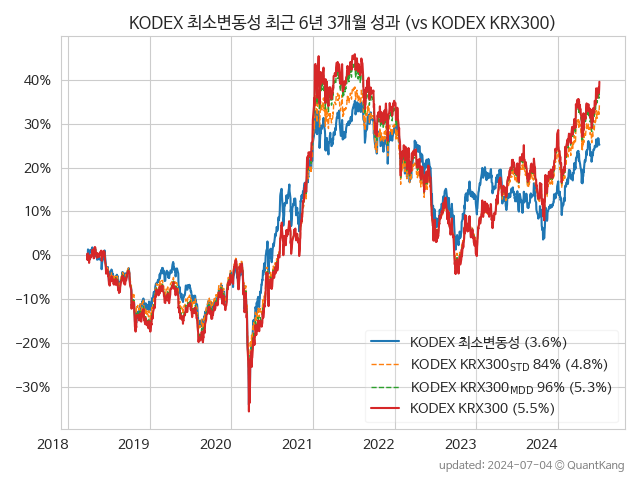 KODEX 최소변동성 최근 6년 3개월 성과 (vs KODEX KRX300)
40%
30%
20%
10%
0%
−10%
−20%
−30%
KODEX 최소변동성 (3.6%)
KODEX KRX300STD 84% (4.8%)
KODEX KRX300MDD 96% (5.3%)
KODEX KRX300 (5.5%)
2018 2019 2020 2021 2022 2023 2024
updated: 2024-07-04 © QuantKang